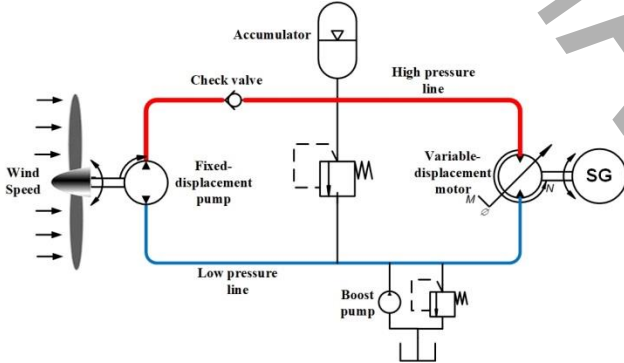 Accumulator
Check valve
High pressure
line
Wind
Speed
Fixed-
displacement
pump
Variable-
displacement
motor
M
N
SG
Low pressure
line
Boost
pump